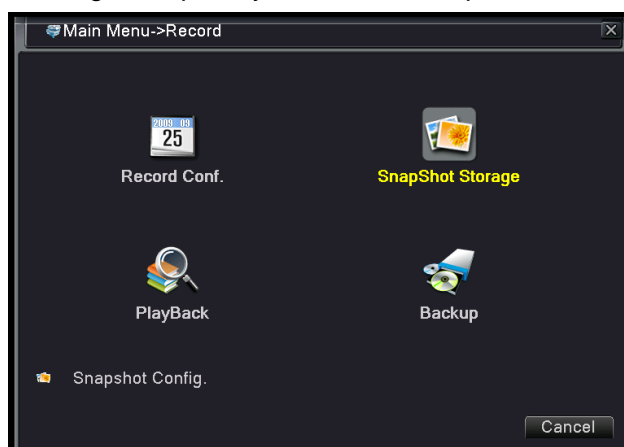 Main Menu->Record
2009 09
25
Record Conf.
SnapShot Storage
PlayBack
Backup
Snapshot Config.
Cancel